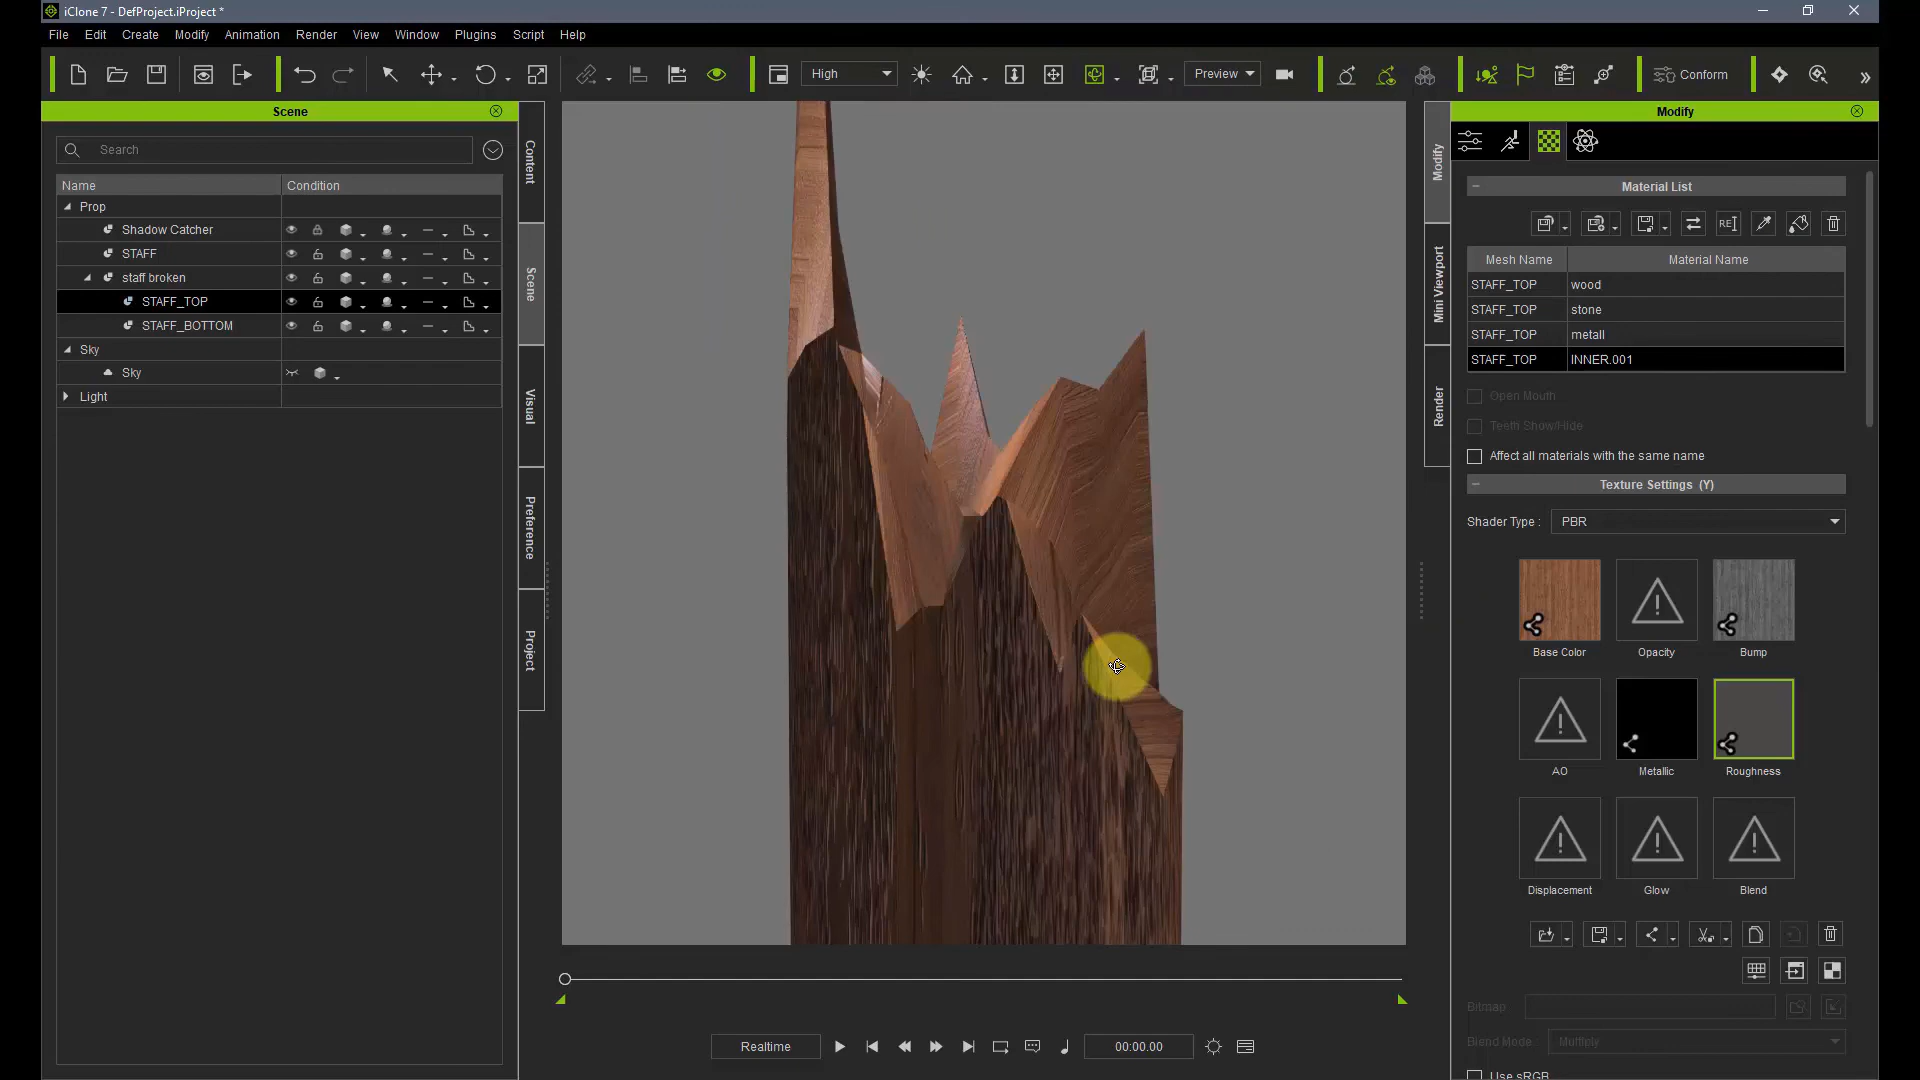 iClone 7 - DefProject.iProject *
File Edit Create Modify Animation Render View Window Plugins Script Help
High
Preview
Conform
Scene
Search
Name Condition
Prop
Shadow Catcher
STAFF
staff broken
STAFF_TOP
STAFF_BOTTOM
Sky
Sky
Light
Content
Scene
Visual
Preference
Project
Realtime
00:00.00
Modify
Mini Viewport
Render
Modify
Material List
REI
Mesh Name Material Name
STAFF_TOP wood
STAFF_TOP stone
STAFF_TOP metall
STAFF_TOP INNER.001
Open Mouth
Teeth Show/Hide
Affect all materials with the same name
Texture Settings (Y)
Shader Type : PBR
Base Color Opacity Bump
AO Metallic Roughness
Displacement Glow Blend
Bitmap
Blend Mode : Multiply
Use sRGB